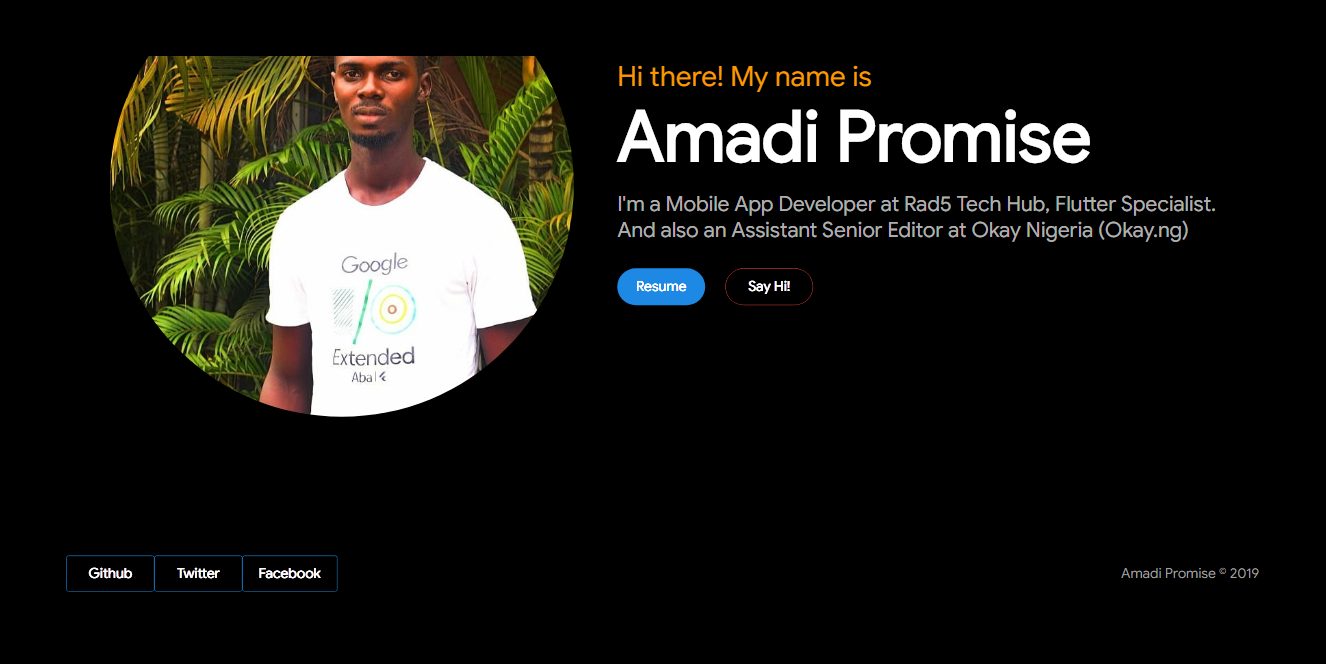 Hi there! My name is
Amadi Promise
I'm a Mobile App Developer at Rad5 Tech Hub, Flutter Specialist.
And also an Assistant Senior Editor at Okay Nigeria (Okay.ng)
Resume
Say Hi!
Google
I/O
Extended
Aba
Github
Twitter
Facebook
Amadi Promise © 2019